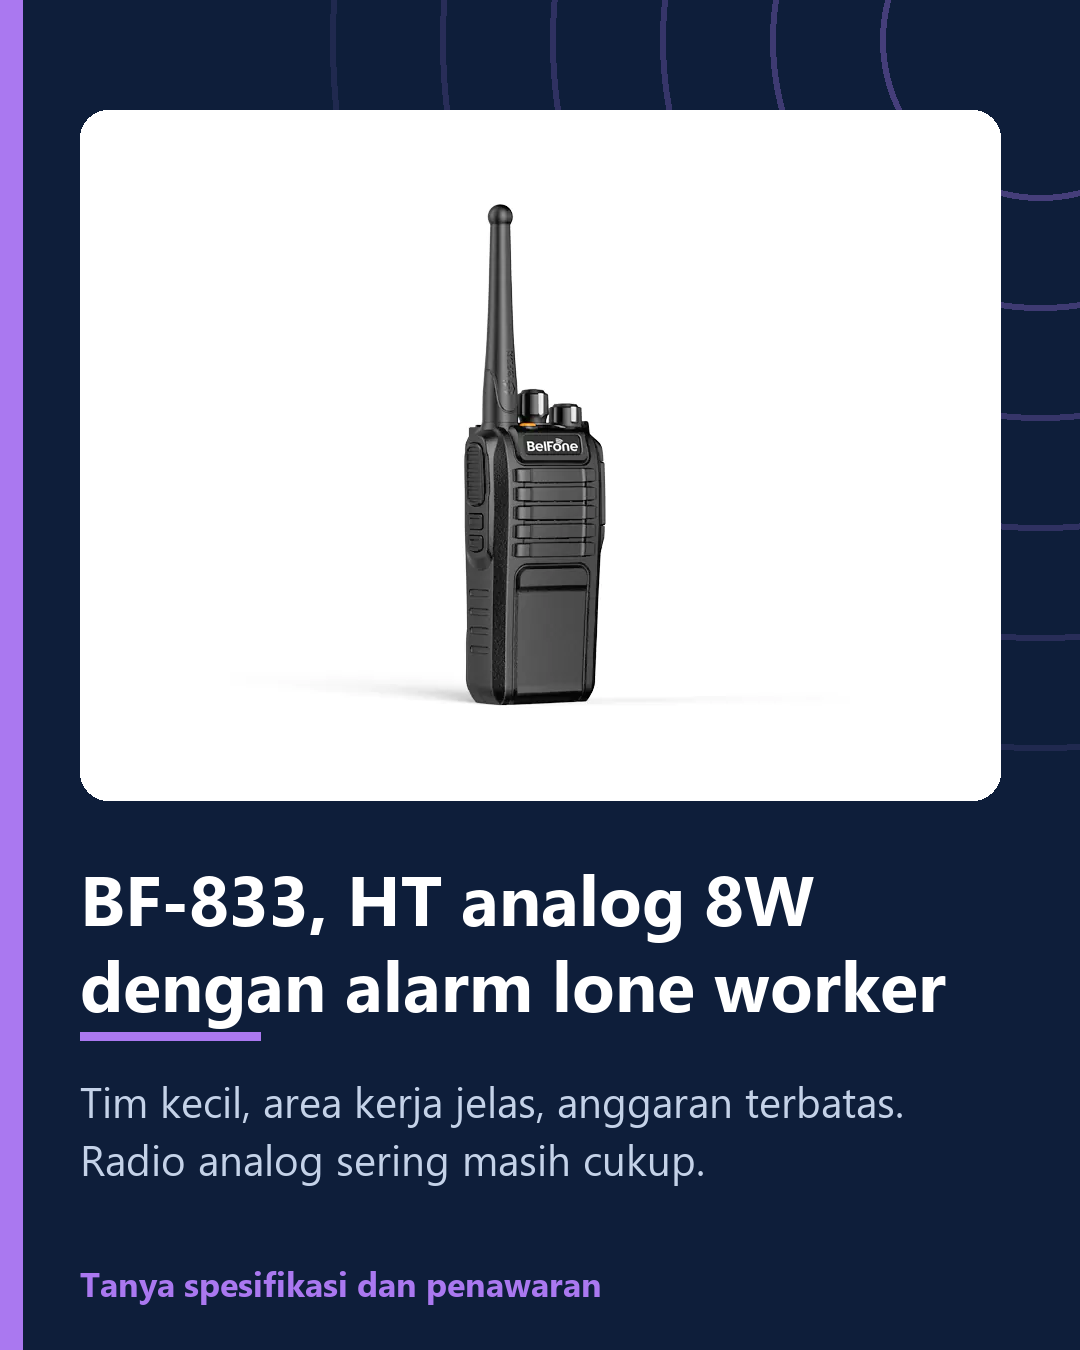 BelFone
BF-833, HT analog 8W
dengan alarm lone worker
Tim kecil, area kerja jelas, anggaran terbatas.
Radio analog sering masih cukup.
Tanya spesifikasi dan penawaran